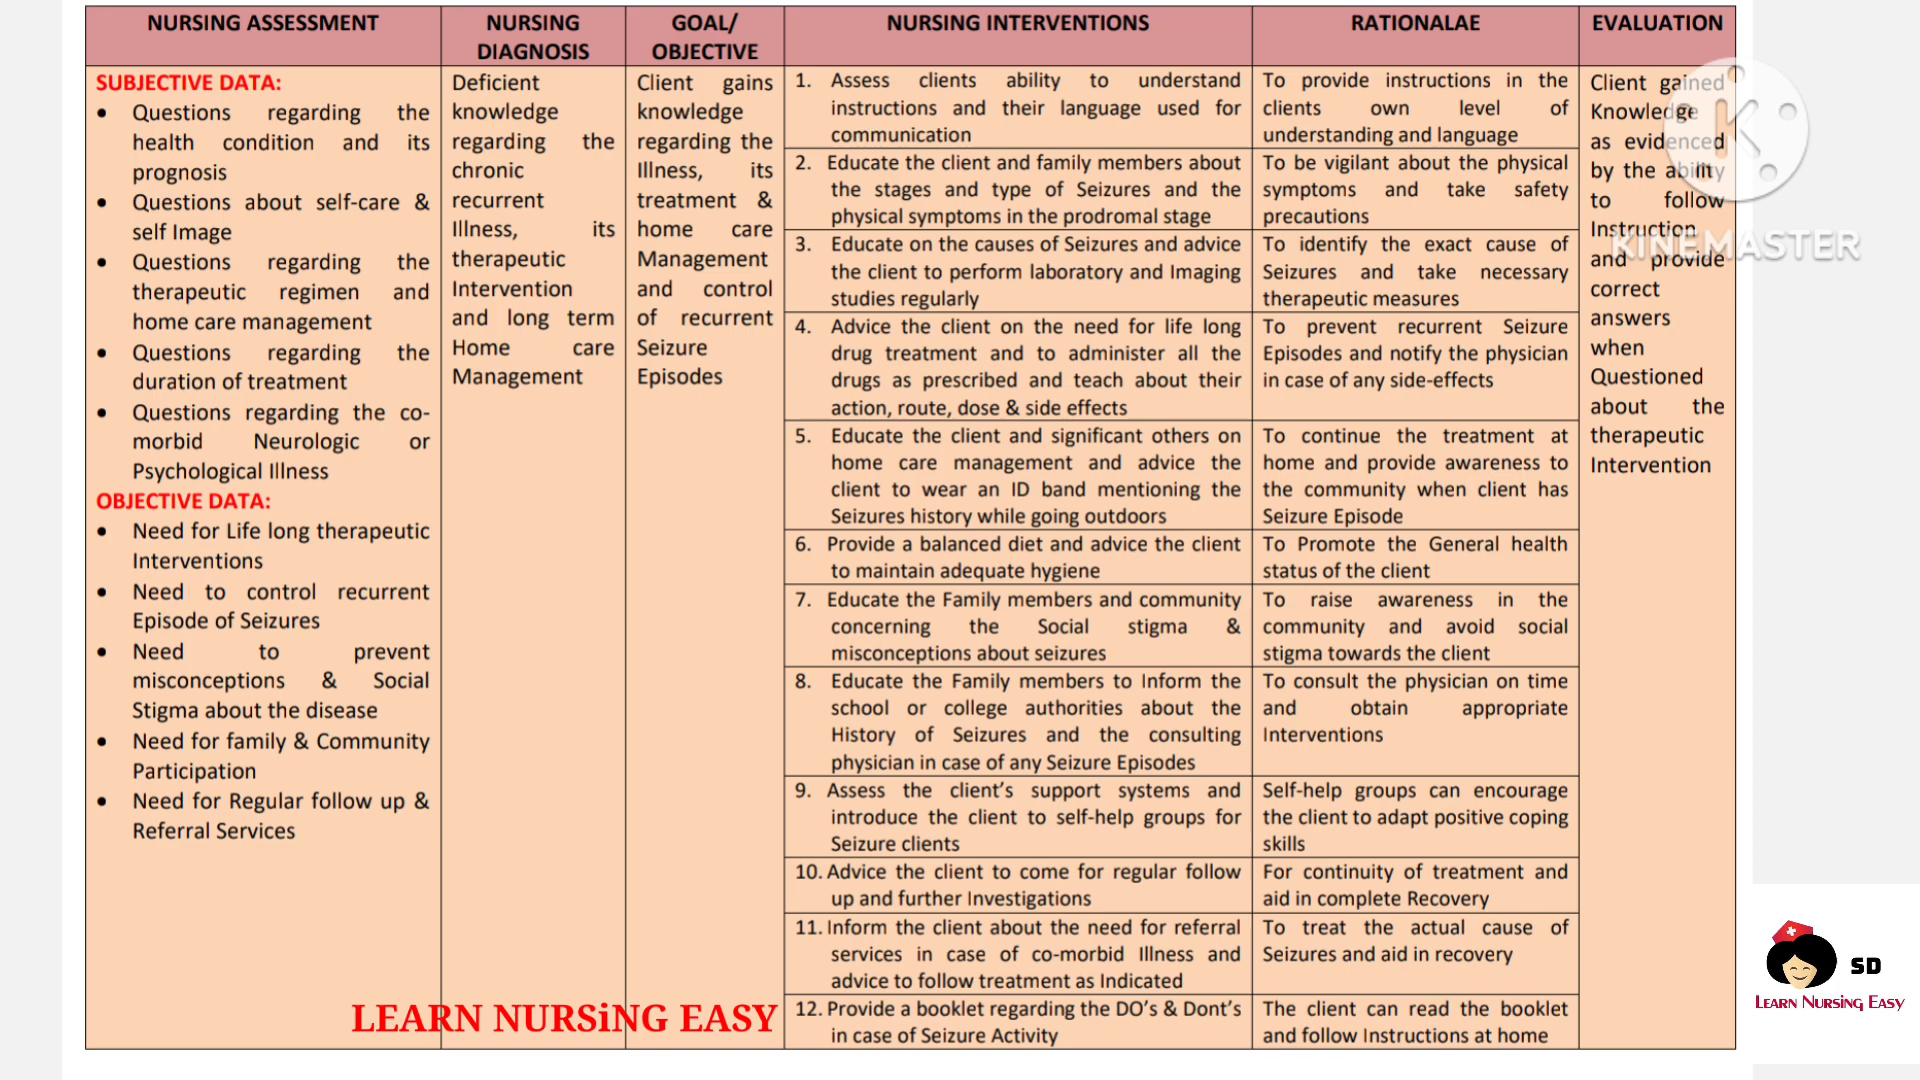 NURSING ASSESSMENT
NURSING
DIAGNOSIS
GOAL/
OBJECTIVE
NURSING INTERVENTIONS
RATIONALAE
EVALUATION
SUBJECTIVE DATA:
• Questions regarding the
health condition and its
prognosis
• Questions about self-care &
self Image
• Questions regarding the
therapeutic regimen and
home care management
• Questions regarding the
duration of treatment
• Questions regarding the co-
morbid Neurologic or
Psychological Illness
OBJECTIVE DATA:
• Need for Life long therapeutic
Interventions
• Need to control recurrent
Episode of Seizures
• Need to prevent
misconceptions & Social
Stigma about the disease
• Need for family & Community
Participation
• Need for Regular follow up &
Referral Services
Deficient
knowledge
regarding the
chronic
recurrent
Illness, its
therapeutic
Intervention
and long term
Home care
Management
Client gains
knowledge
regarding the
Illness, its
treatment &
home care
Management
and control
of recurrent
Seizure
Episodes
1. Assess clients ability to understand
instructions and their language used for
communication
To provide instructions in the
clients own level of
understanding and language
2. Educate the client and family members about
the stages and type of Seizures and the
physical symptoms in the prodromal stage
To be vigilant about the physical
symptoms and take safety
precautions
3. Educate on the causes of Seizures and advice
the client to perform laboratory and Imaging
studies regularly
To identify the exact cause of
Seizures and take necessary
therapeutic measures
4. Advice the client on the need for life long
drug treatment and to administer all the
drugs as prescribed and teach about their
action, route, dose & side effects
To prevent recurrent Seizure
Episodes and notify the physician
in case of any side-effects
5. Educate the client and significant others on
home care management and advice the
client to wear an ID band mentioning the
Seizures history while going outdoors
To continue the treatment at
home and provide awareness to
the community when client has
Seizure Episode
6. Provide a balanced diet and advice the client
to maintain adequate hygiene
To Promote the General health
status of the client
7. Educate the Family members and community
concerning the Social stigma &
misconceptions about seizures
To raise awareness in the
community and avoid social
stigma towards the client
8. Educate the Family members to Inform the
school or college authorities about the
History of Seizures and the consulting
physician in case of any Seizure Episodes
To consult the physician on time
and obtain appropriate
Interventions
9. Assess the client's support systems and
introduce the client to self-help groups for
Seizure clients
Self-help groups can encourage
the client to adapt positive coping
skills
10. Advice the client to come for regular follow
up and further Investigations
For continuity of treatment and
aid in complete Recovery
11. Inform the client about the need for referral
services in case of co-morbid Illness and
advice to follow treatment as Indicated
To treat the actual cause of
Seizures and aid in recovery
12. Provide a booklet regarding the DO's & Dont's
in case of Seizure Activity
The client can read the booklet
and follow Instructions at home
Client gained
Knowledge
as evidenced
by the ability
to follow
Instruction
and provide
correct
answers
when
Questioned
about the
therapeutic
Intervention
KINEMASTER
LEARN NURSiNG EASY
SD
LEARN NURSING EASY